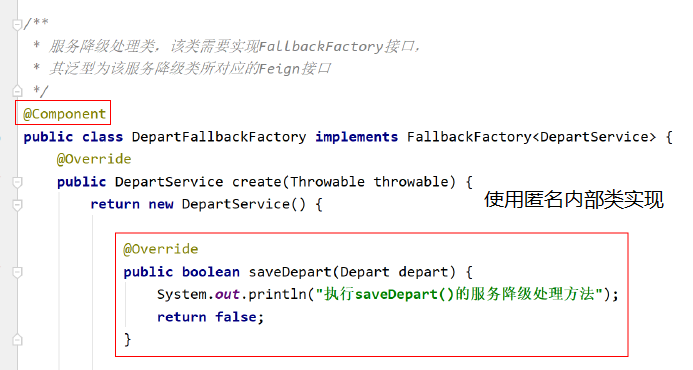 /**
* 服务降级处理类，该类需要实现FallbackFactory接口，
* 其泛型为该服务降级类所对应的Feign接口
*/
@Component
public class DepartFallbackFactory implements FallbackFactory<DepartService> {
@Override
public DepartService create(Throwable throwable) {
return new DepartService() {
使用匿名内部类实现
@Override
public boolean saveDepart(Depart depart) {
System.out.println("执行saveDepart()的服务降级处理方法");
return false;
}